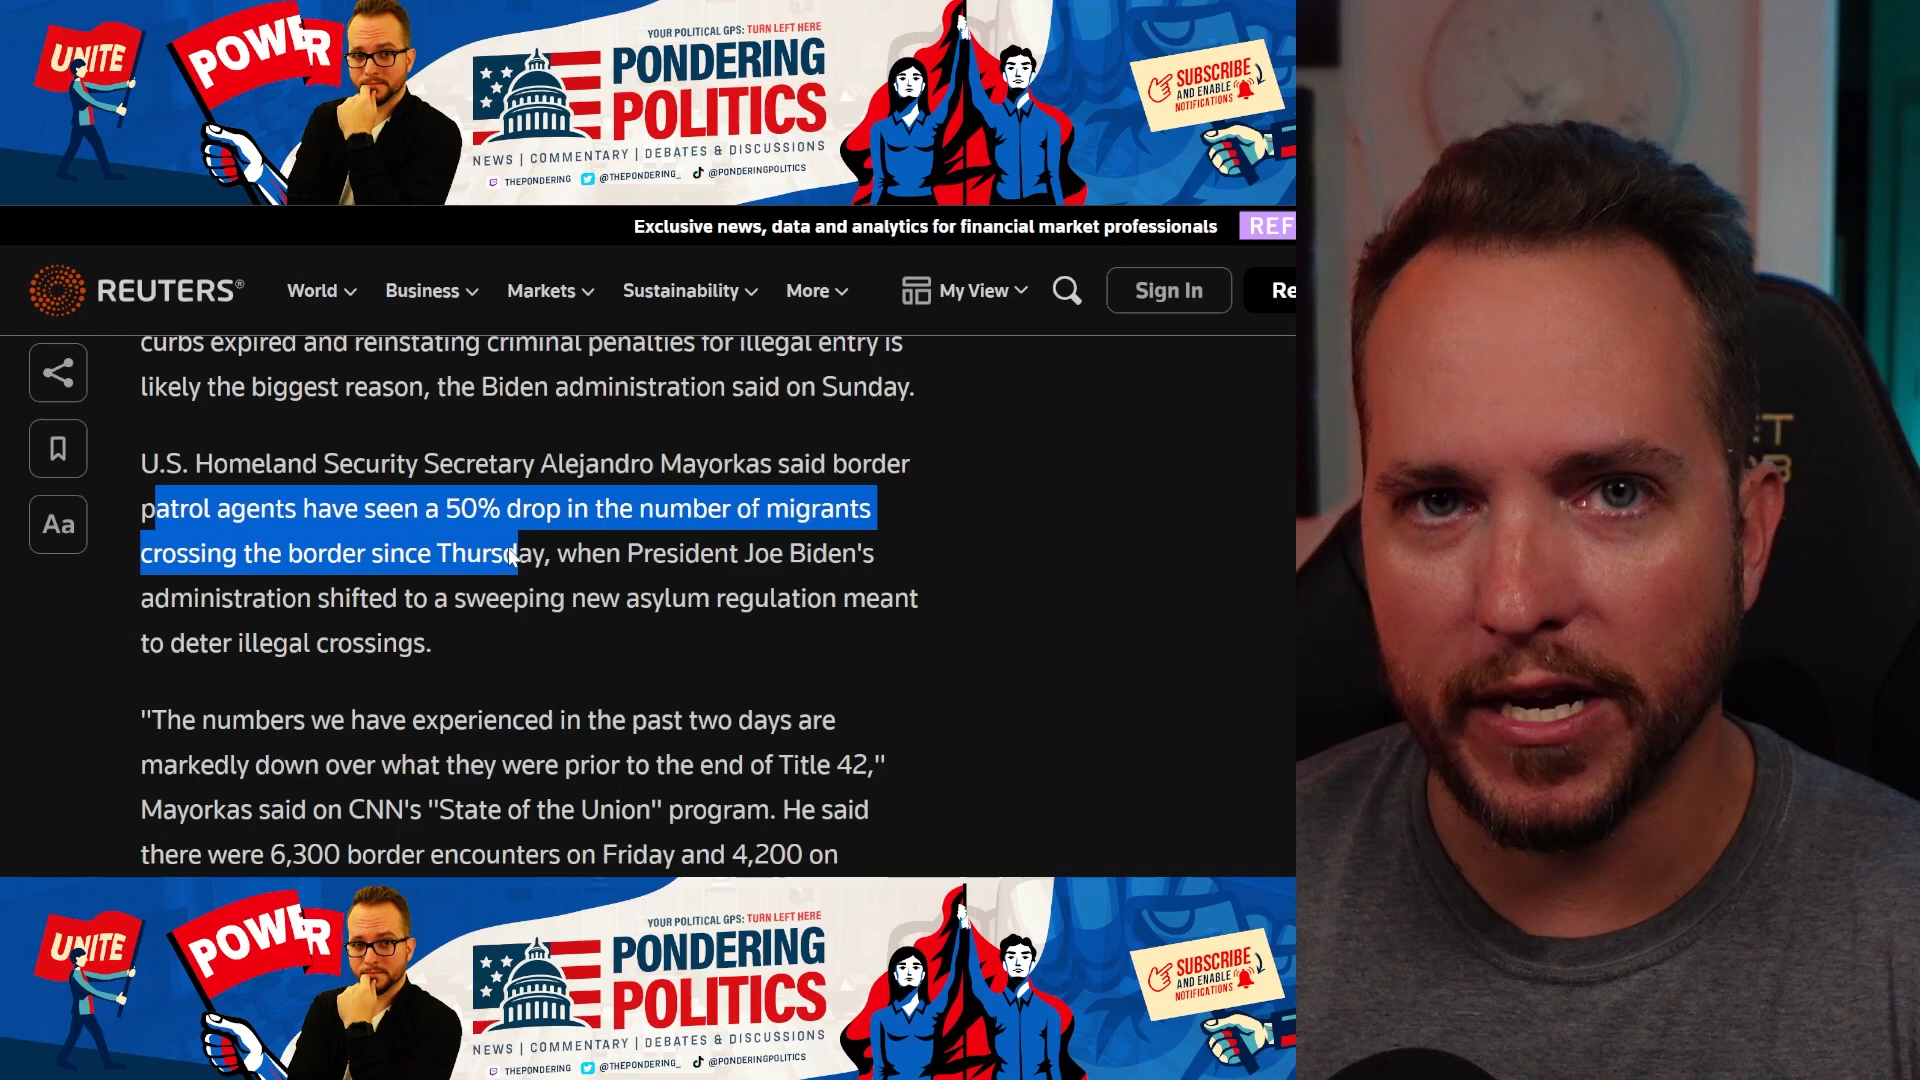 UNITE
POWER
YOUR POLITICAL GPS: TURN LEFT HERE
PONDERING
POLITICS
NEWS | COMMENTARY | DEBATES & DISCUSSIONS
THEPONDERING @THEPONDERING_ @PONDERINGPOLITICS
SUBSCRIBE
AND ENABLE
NOTIFICATIONS
Exclusive news, data and analytics for financial market professionals REF
REUTERS® World Business Markets Sustainability More My View Sign In Re
curbs expired and reinstating criminal penalties for illegal entry is
likely the biggest reason, the Biden administration said on Sunday.
Aa
U.S. Homeland Security Secretary Alejandro Mayorkas said border
patrol agents have seen a 50% drop in the number of migrants
crossing the border since Thursday, when President Joe Biden's
administration shifted to a sweeping new asylum regulation meant
to deter illegal crossings.
"The numbers we have experienced in the past two days are
markedly down over what they were prior to the end of Title 42,"
Mayorkas said on CNN's "State of the Union" program. He said
there were 6,300 border encounters on Friday and 4,200 on
UNITE
POWER
YOUR POLITICAL GPS: TURN LEFT HERE
PONDERING
POLITICS
NEWS | COMMENTARY | DEBATES & DISCUSSIONS
THEPONDERING @THEPONDERING_ @PONDERINGPOLITICS
SUBSCRIBE
AND ENABLE
NOTIFICATIONS